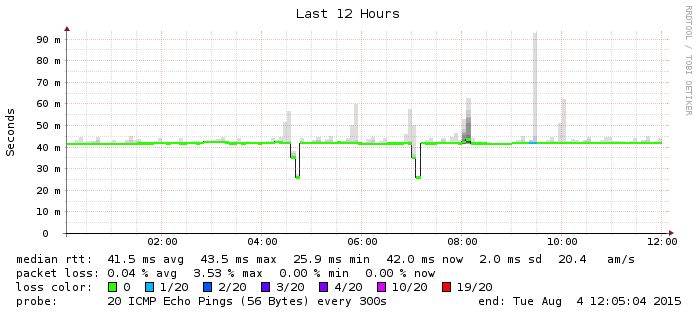 Last 12 Hours
RRDTOOL / TOBI OETIKER
Seconds
90 m
80 m
70 m
60 m
50 m
40 m
30 m
20 m
10 m
0
02:00 04:00 06:00 08:00 10:00 12:00
median rtt: 41.5 ms avg 43.5 ms max 25.9 ms min 42.0 ms now 2.0 ms sd 20.4 am/s
packet loss: 0.04 % avg 3.53 % max 0.00 % min 0.00 % now
loss color: 0 1/20 2/20 3/20 4/20 10/20 19/20
probe: 20 ICMP Echo Pings (56 Bytes) every 300s end: Tue Aug 4 12:05:04 2015